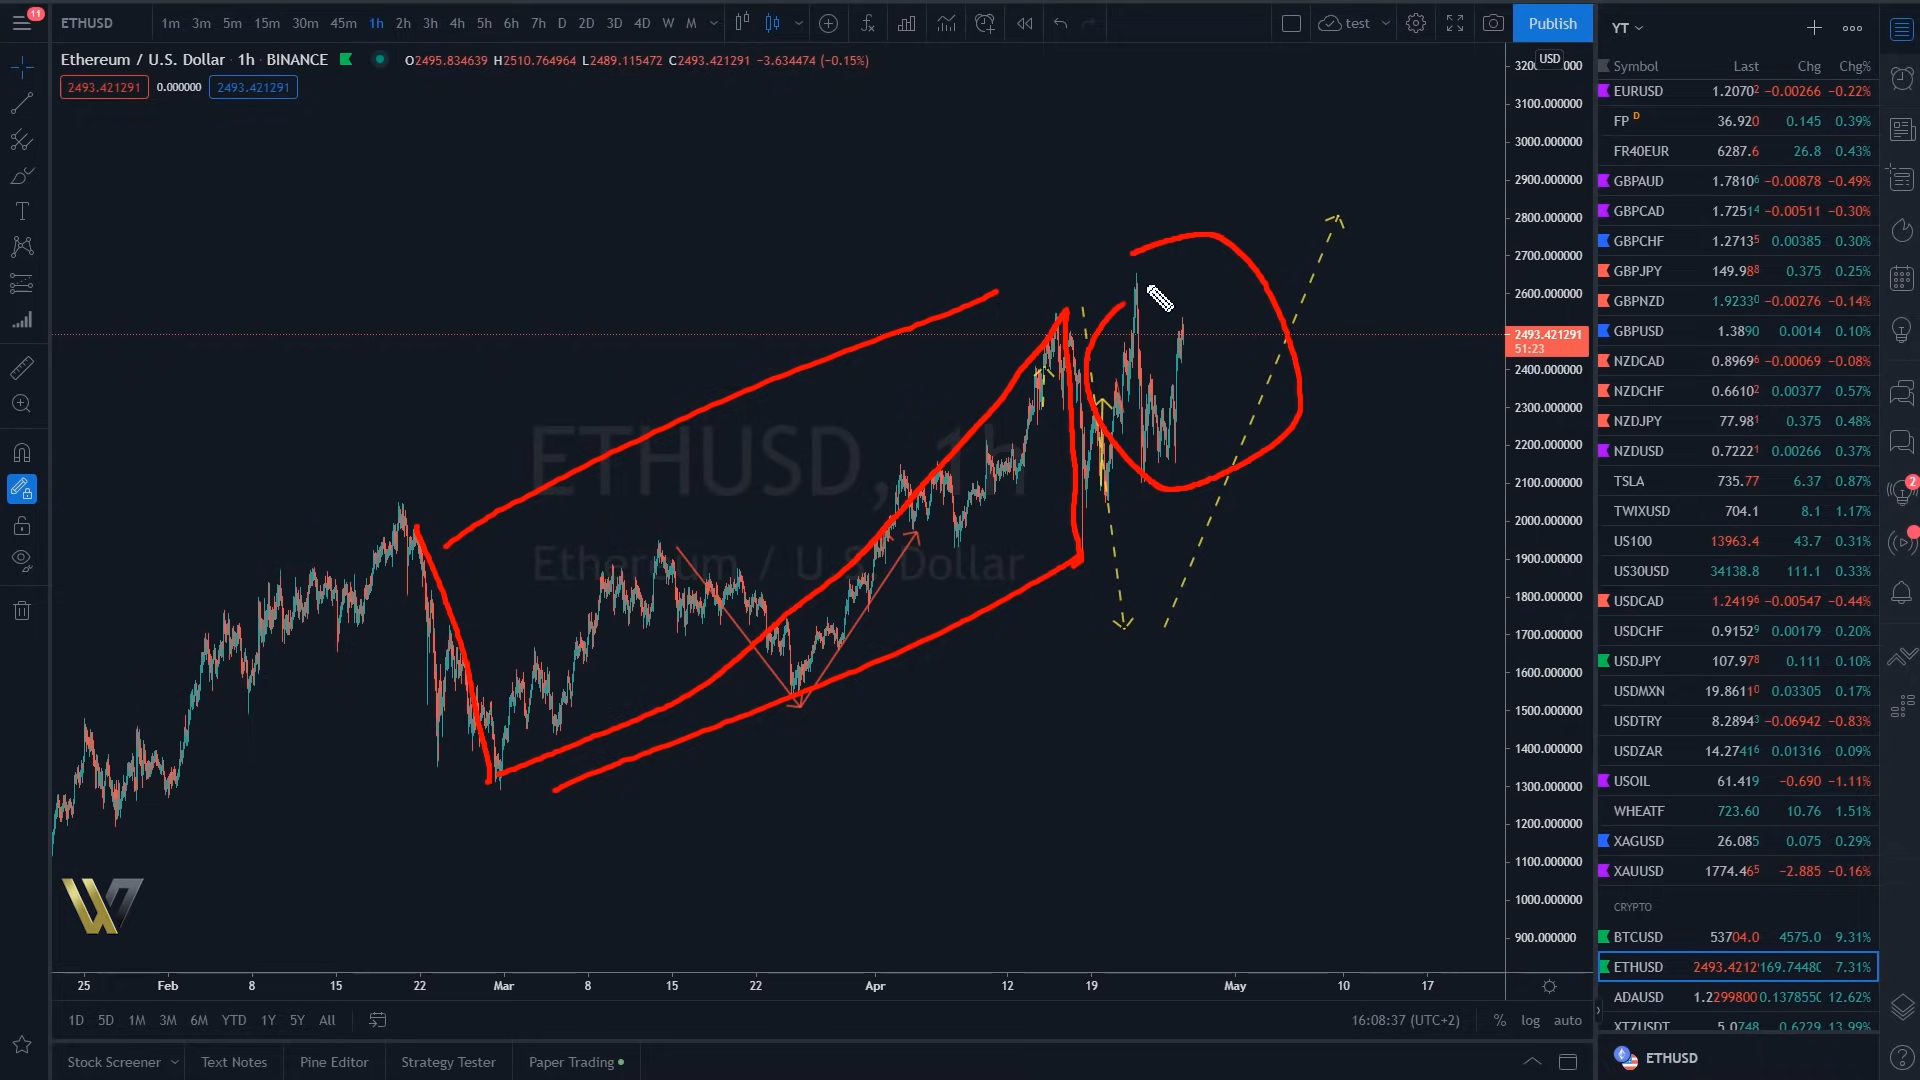 11
ETHUSD
1m 3m 5m 15m 30m 45m 1h 2h 3h 4h 5h 6h 7h D 2D 3D 4D W M
test
Publish
YT
Ethereum / U.S. Dollar · 1h · BINANCE O2495.834639 H2510.764964 L2489.115472 C2493.421291 −3.634474 (−0.15%)
2493.421291 0.000000 2493.421291
USD
3100.000000
3000.000000
2900.000000
2800.000000
2700.000000
2600.000000
2493.421291
51:23
2400.000000
2300.000000
2200.000000
2100.000000
2000.000000
1900.000000
1800.000000
1700.000000
1600.000000
1500.000000
1400.000000
1300.000000
1200.000000
1100.000000
1000.000000
900.000000
ETHUSD, 1h
Ethereum / U.S. Dollar
25 Feb 8 15 22 Mar 8 15 22 Apr 12 19 May 10 17
1D 5D 1M 3M 6M YTD 1Y 5Y All
16:08:37 (UTC+2) % log auto
Stock Screener Text Notes Pine Editor Strategy Tester Paper Trading
Symbol Last Chg Chg%
EURUSD 1.20702 −0.00266 −0.22%
FP D 36.920 0.145 0.39%
FR40EUR 6287.6 26.8 0.43%
GBPAUD 1.78106 −0.00878 −0.49%
GBPCAD 1.72514 −0.00511 −0.30%
GBPCHF 1.27135 0.00385 0.30%
GBPJPY 149.988 0.375 0.25%
GBPNZD 1.92330 −0.00276 −0.14%
GBPUSD 1.3890 0.0014 0.10%
NZDCAD 0.89696 −0.00069 −0.08%
NZDCHF 0.66102 0.00377 0.57%
NZDJPY 77.981 0.375 0.48%
NZDUSD 0.72221 0.00266 0.37%
TSLA 735.77 6.37 0.87%
TWIXUSD 704.1 8.1 1.17%
US100 13963.4 43.7 0.31%
US30USD 34138.8 111.1 0.33%
USDCAD 1.24196 −0.00547 −0.44%
USDCHF 0.91529 0.00179 0.20%
USDJPY 107.978 0.111 0.10%
USDMXN 19.86110 0.03305 0.17%
USDTRY 8.28943 −0.06942 −0.83%
USDZAR 14.27416 0.01316 0.09%
USOIL 61.419 −0.690 −1.11%
WHEATF 723.60 10.76 1.51%
XAGUSD 26.085 0.075 0.29%
XAUUSD 1774.465 −2.885 −0.16%
CRYPTO
BTCUSD 53704.0 4575.0 9.31%
ETHUSD 2493.4212 169.7448 7.31%
ADAUSD 1.2299800 0.137855 12.62%
XTZUSDT 5.0748 0.6229 13.99%
ETHUSD
2